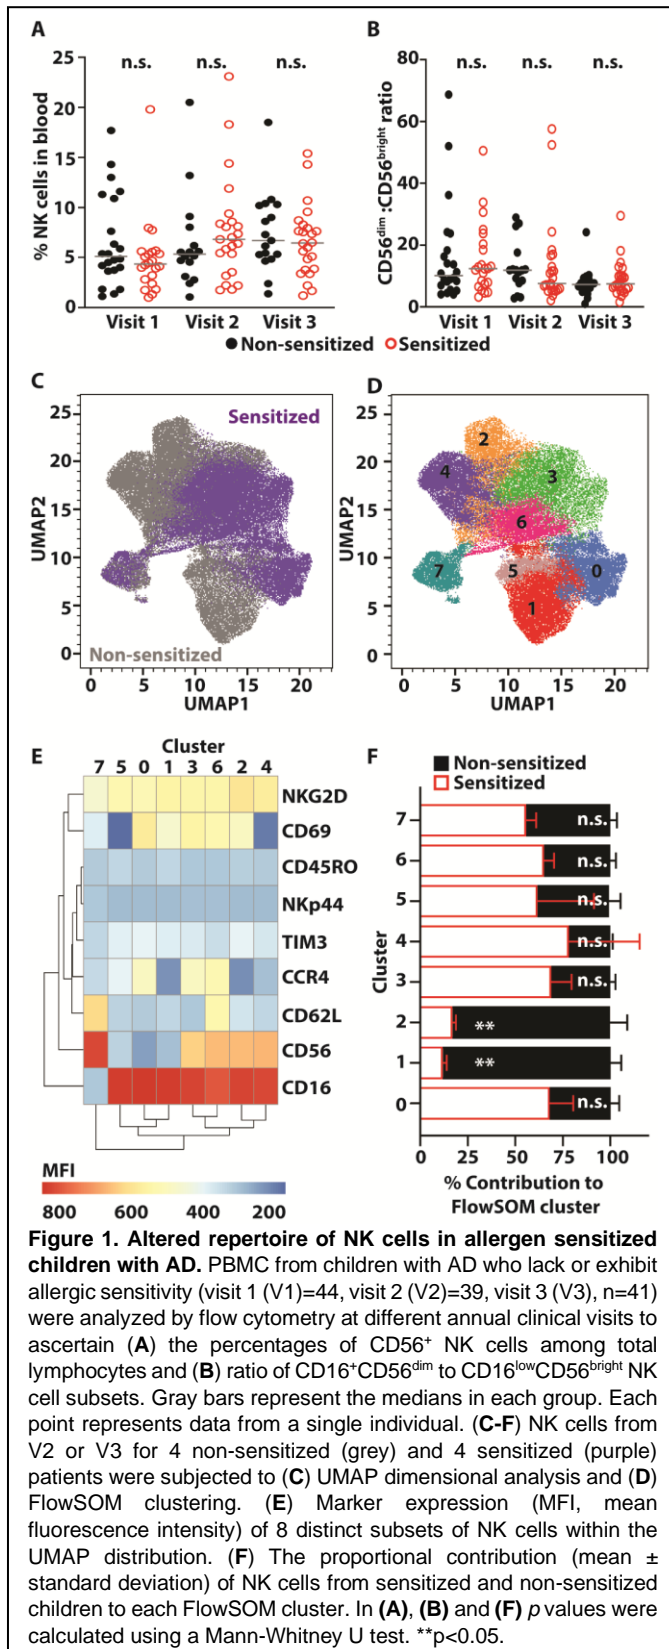 A
n.s. n.s. n.s.
% NK cells in blood
25
20
15
10
5
0
Visit 1 Visit 2 Visit 3
B
n.s. n.s. n.s.
CD56dim :CD56bright ratio
80
60
40
20
0
Visit 1 Visit 2 Visit 3
Non-sensitized Sensitized
C
Sensitized
Non-sensitized
UMAP2
25
20
15
10
5
0
0 5 10 15 20
UMAP1
D
2
4
3
6
7
5
0
1
UMAP2
25
20
15
10
5
0
0 5 10 15 20
UMAP1
E
Cluster
7 5 0 1 3 6 2 4
NKG2D
CD69
CD45RO
NKp44
TIM3
CCR4
CD62L
CD56
CD16
MFI
800 600 400 200
F
Non-sensitized
Sensitized
Cluster
7 n.s.
6 n.s.
5 n.s.
4 n.s.
3 n.s.
2 **
1 **
0 n.s.
0 25 50 75 100
% Contribution to
FlowSOM cluster
Figure 1. Altered repertoire of NK cells in allergen sensitized
children with AD. PBMC from children with AD who lack or exhibit
allergic sensitivity (visit 1 (V1)=44, visit 2 (V2)=39, visit 3 (V3), n=41)
were analyzed by flow cytometry at different annual clinical visits to
ascertain (A) the percentages of CD56+ NK cells among total
lymphocytes and (B) ratio of CD16+CD56dim to CD16lowCD56bright NK
cell subsets. Gray bars represent the medians in each group. Each
point represents data from a single individual. (C-F) NK cells from
V2 or V3 for 4 non-sensitized (grey) and 4 sensitized (purple)
patients were subjected to (C) UMAP dimensional analysis and (D)
FlowSOM clustering. (E) Marker expression (MFI, mean
fluorescence intensity) of 8 distinct subsets of NK cells within the
UMAP distribution. (F) The proportional contribution (mean ±
standard deviation) of NK cells from sensitized and non-sensitized
children to each FlowSOM cluster. In (A), (B) and (F) p values were
calculated using a Mann-Whitney U test. **p<0.05.